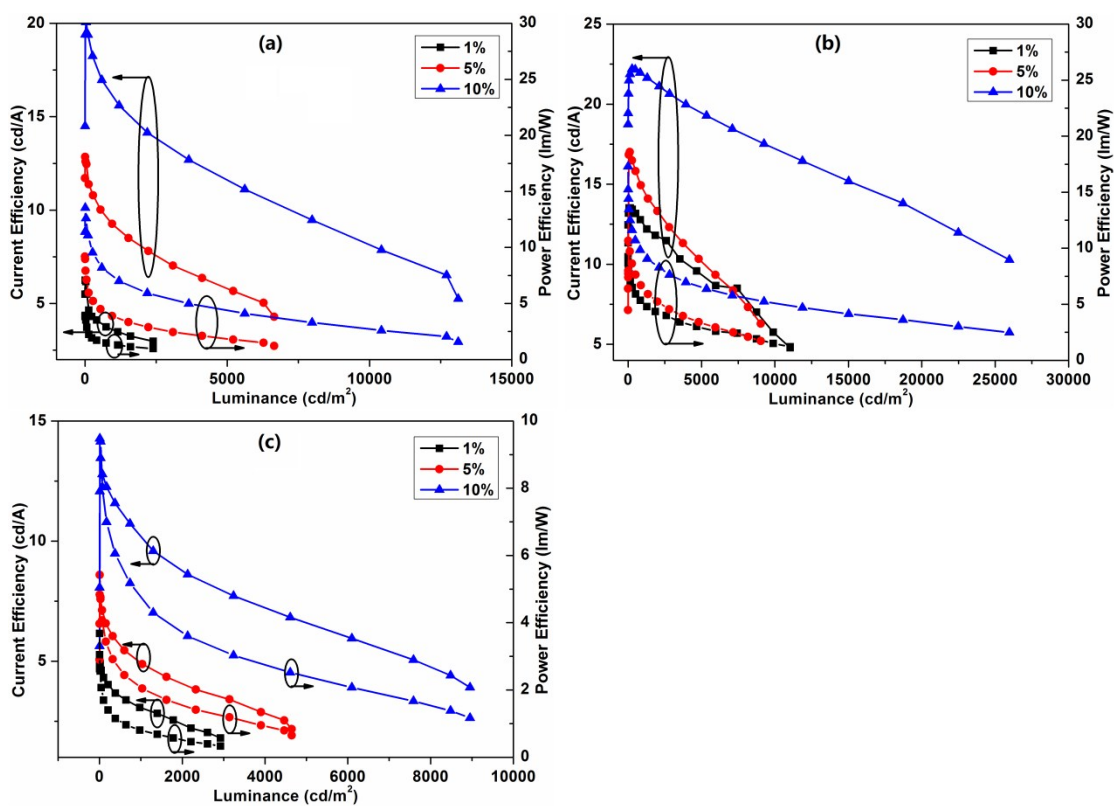 (a)
1%
5%
10%
20
15
10
5
Current Efficiency (cd/A)
30
25
20
15
10
5
0
Power Efficiency (lm/W)
0 5000 10000 15000
Luminance (cd/m²)
(b)
1%
5%
10%
25
20
15
10
5
Current Efficiency (cd/A)
30
25
20
15
10
5
0
Power Efficiency (lm/W)
0 5000 10000 15000 20000 25000 30000
Luminance (cd/m²)
(c)
1%
5%
10%
15
10
5
Current Efficiency (cd/A)
10
8
6
4
2
0
Power Efficiency (lm/W)
0 2000 4000 6000 8000 10000
Luminance (cd/m²)